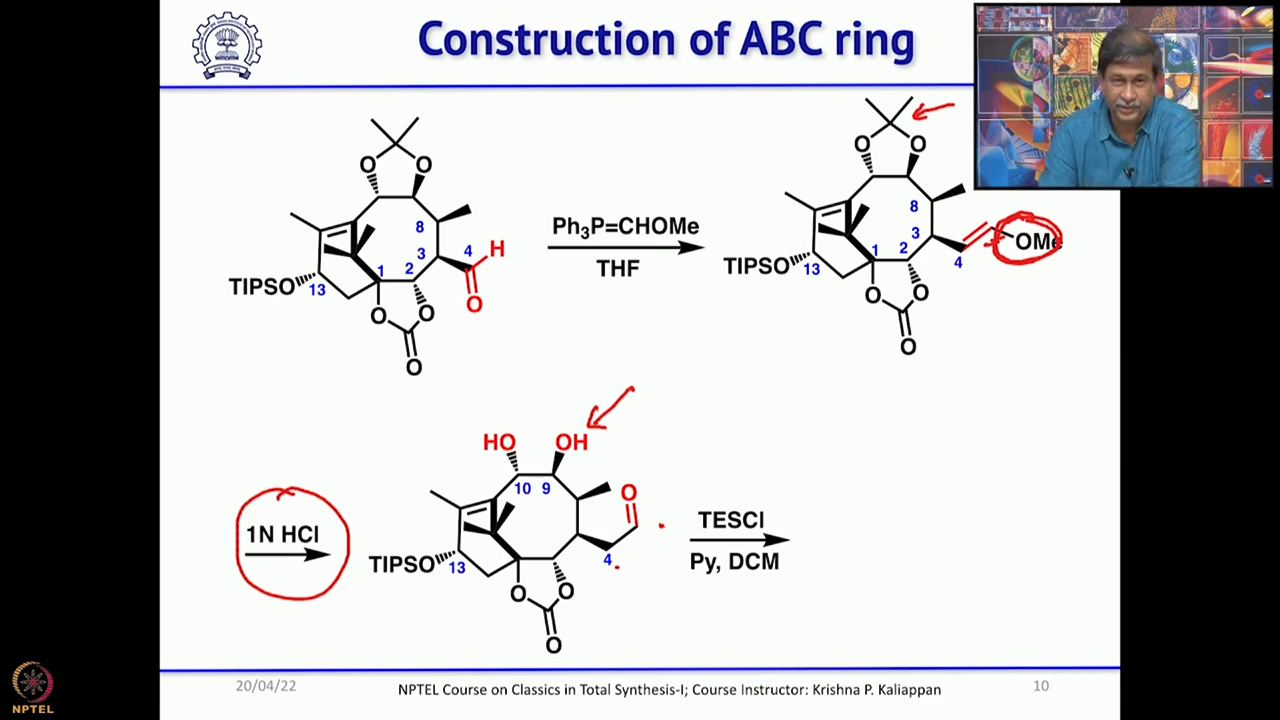 Construction of ABC ring
O O
8
H
4
3
2
1
O
TIPSO 13
O O
O
Ph₃P=CHOMe
THF
O O
8
3
OMe
1 2
4
TIPSO 13
O O
O
1N HCl
HO OH
10 9
O
TIPSO 13
4
O O
O
TESCl
Py, DCM
NPTEL
20/04/22
NPTEL Course on Classics in Total Synthesis-I; Course Instructor: Krishna P. Kaliappan
10